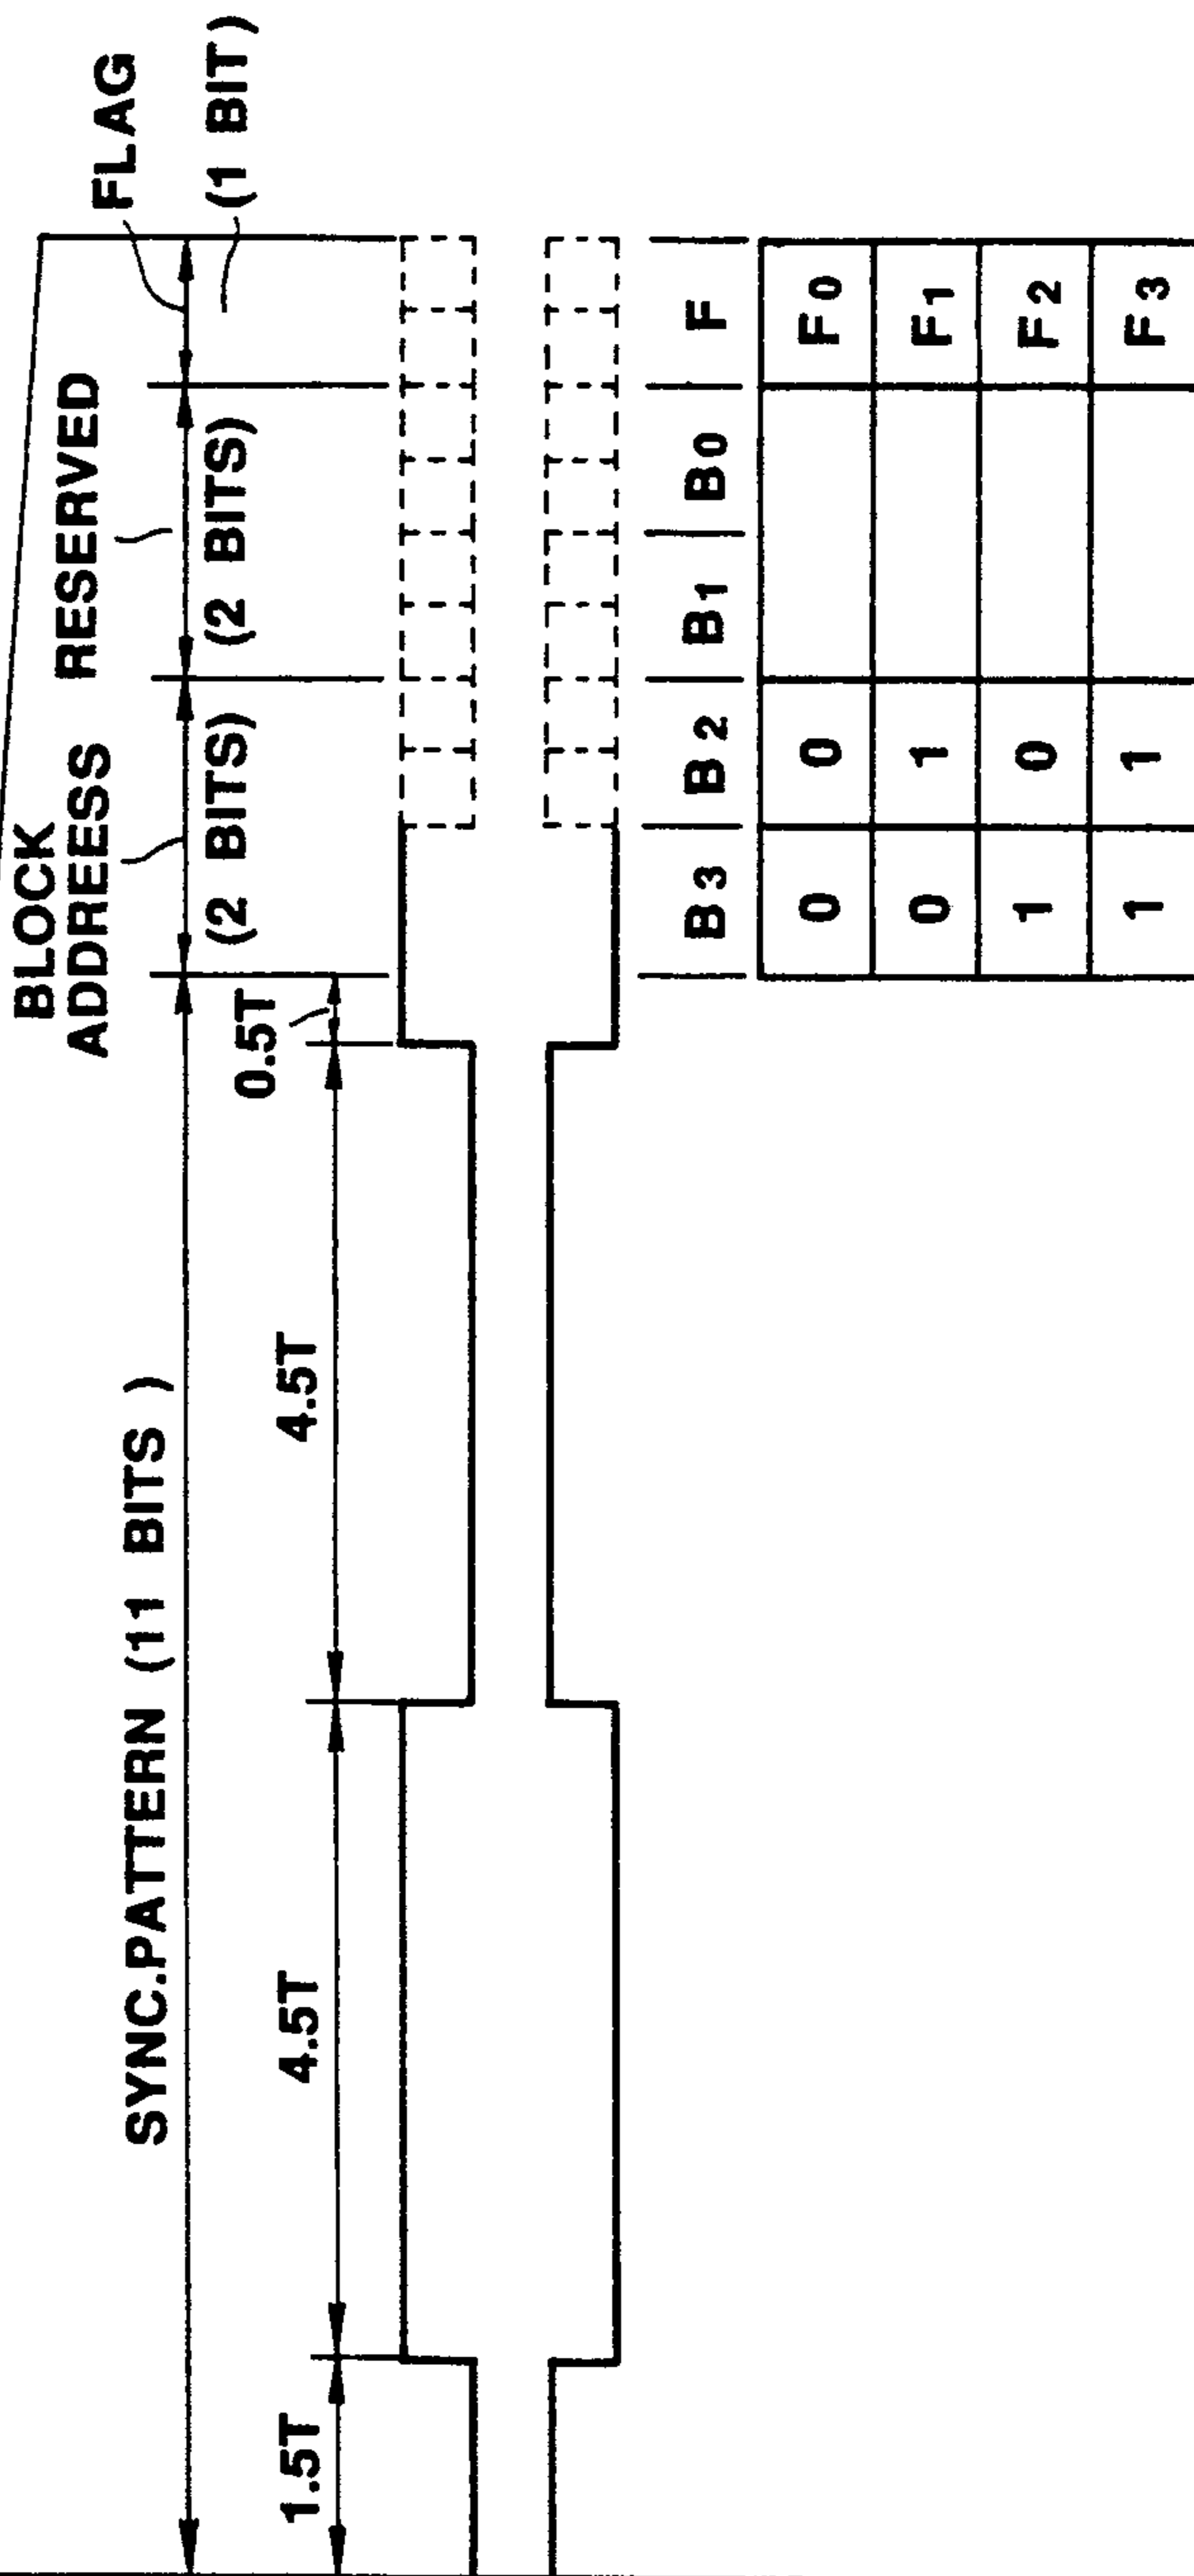 BLOCK
ADDREESS
RESERVED
FLAG
SYNC.PATTERN (11 BITS )
(2 BITS)
(2 BITS)
(1 BIT)
1.5T
4.5T
4.5T
0.5T
B3 B2 B1 B0 F
0 0 F0
0 1 F1
1 0 F2
1 1 F3